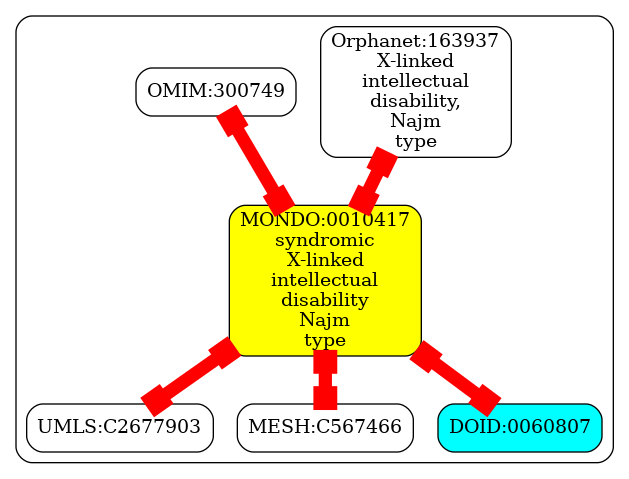 OMIM:300749
Orphanet:163937
X-linked
intellectual
disability,
Najm
type
MONDO:0010417
syndromic
X-linked
intellectual
disability
Najm
type
UMLS:C2677903
MESH:C567466
DOID:0060807